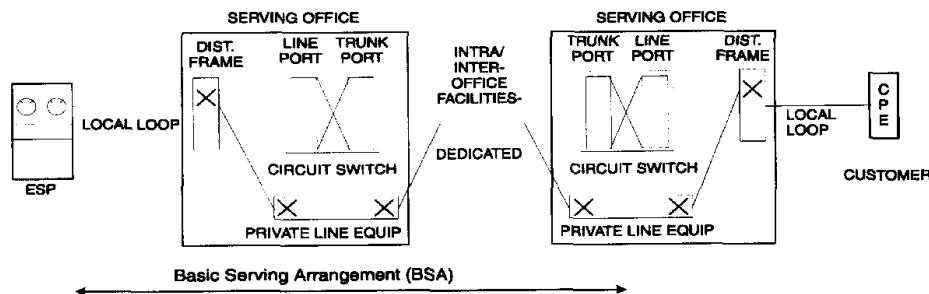 SERVING OFFICE
DIST.
FRAME
LINE
PORT
TRUNK
PORT
LOCAL LOOP
ESP
CIRCUIT SWITCH
PRIVATE LINE EQUIP
INTRA/
INTER-
OFFICE
FACILITIES-
DEDICATED
SERVING OFFICE
TRUNK
PORT
LINE
PORT
DIST.
FRAME
CIRCUIT SWITCH
PRIVATE LINE EQUIP
LOCAL
LOOP
CPE
CUSTOMER
Basic Serving Arrangement (BSA)